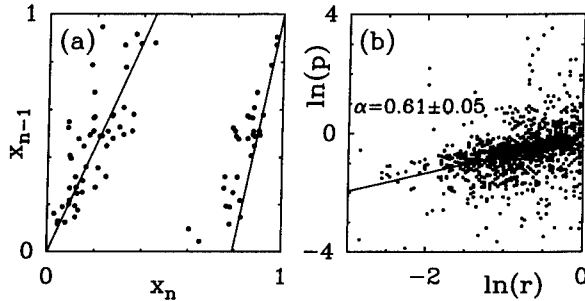 1
(a)
x_{n-1}
0
0
x_n
1
4
(b)
ln(p)
α=0.61±0.05
0
-4
-2
ln(r)
0